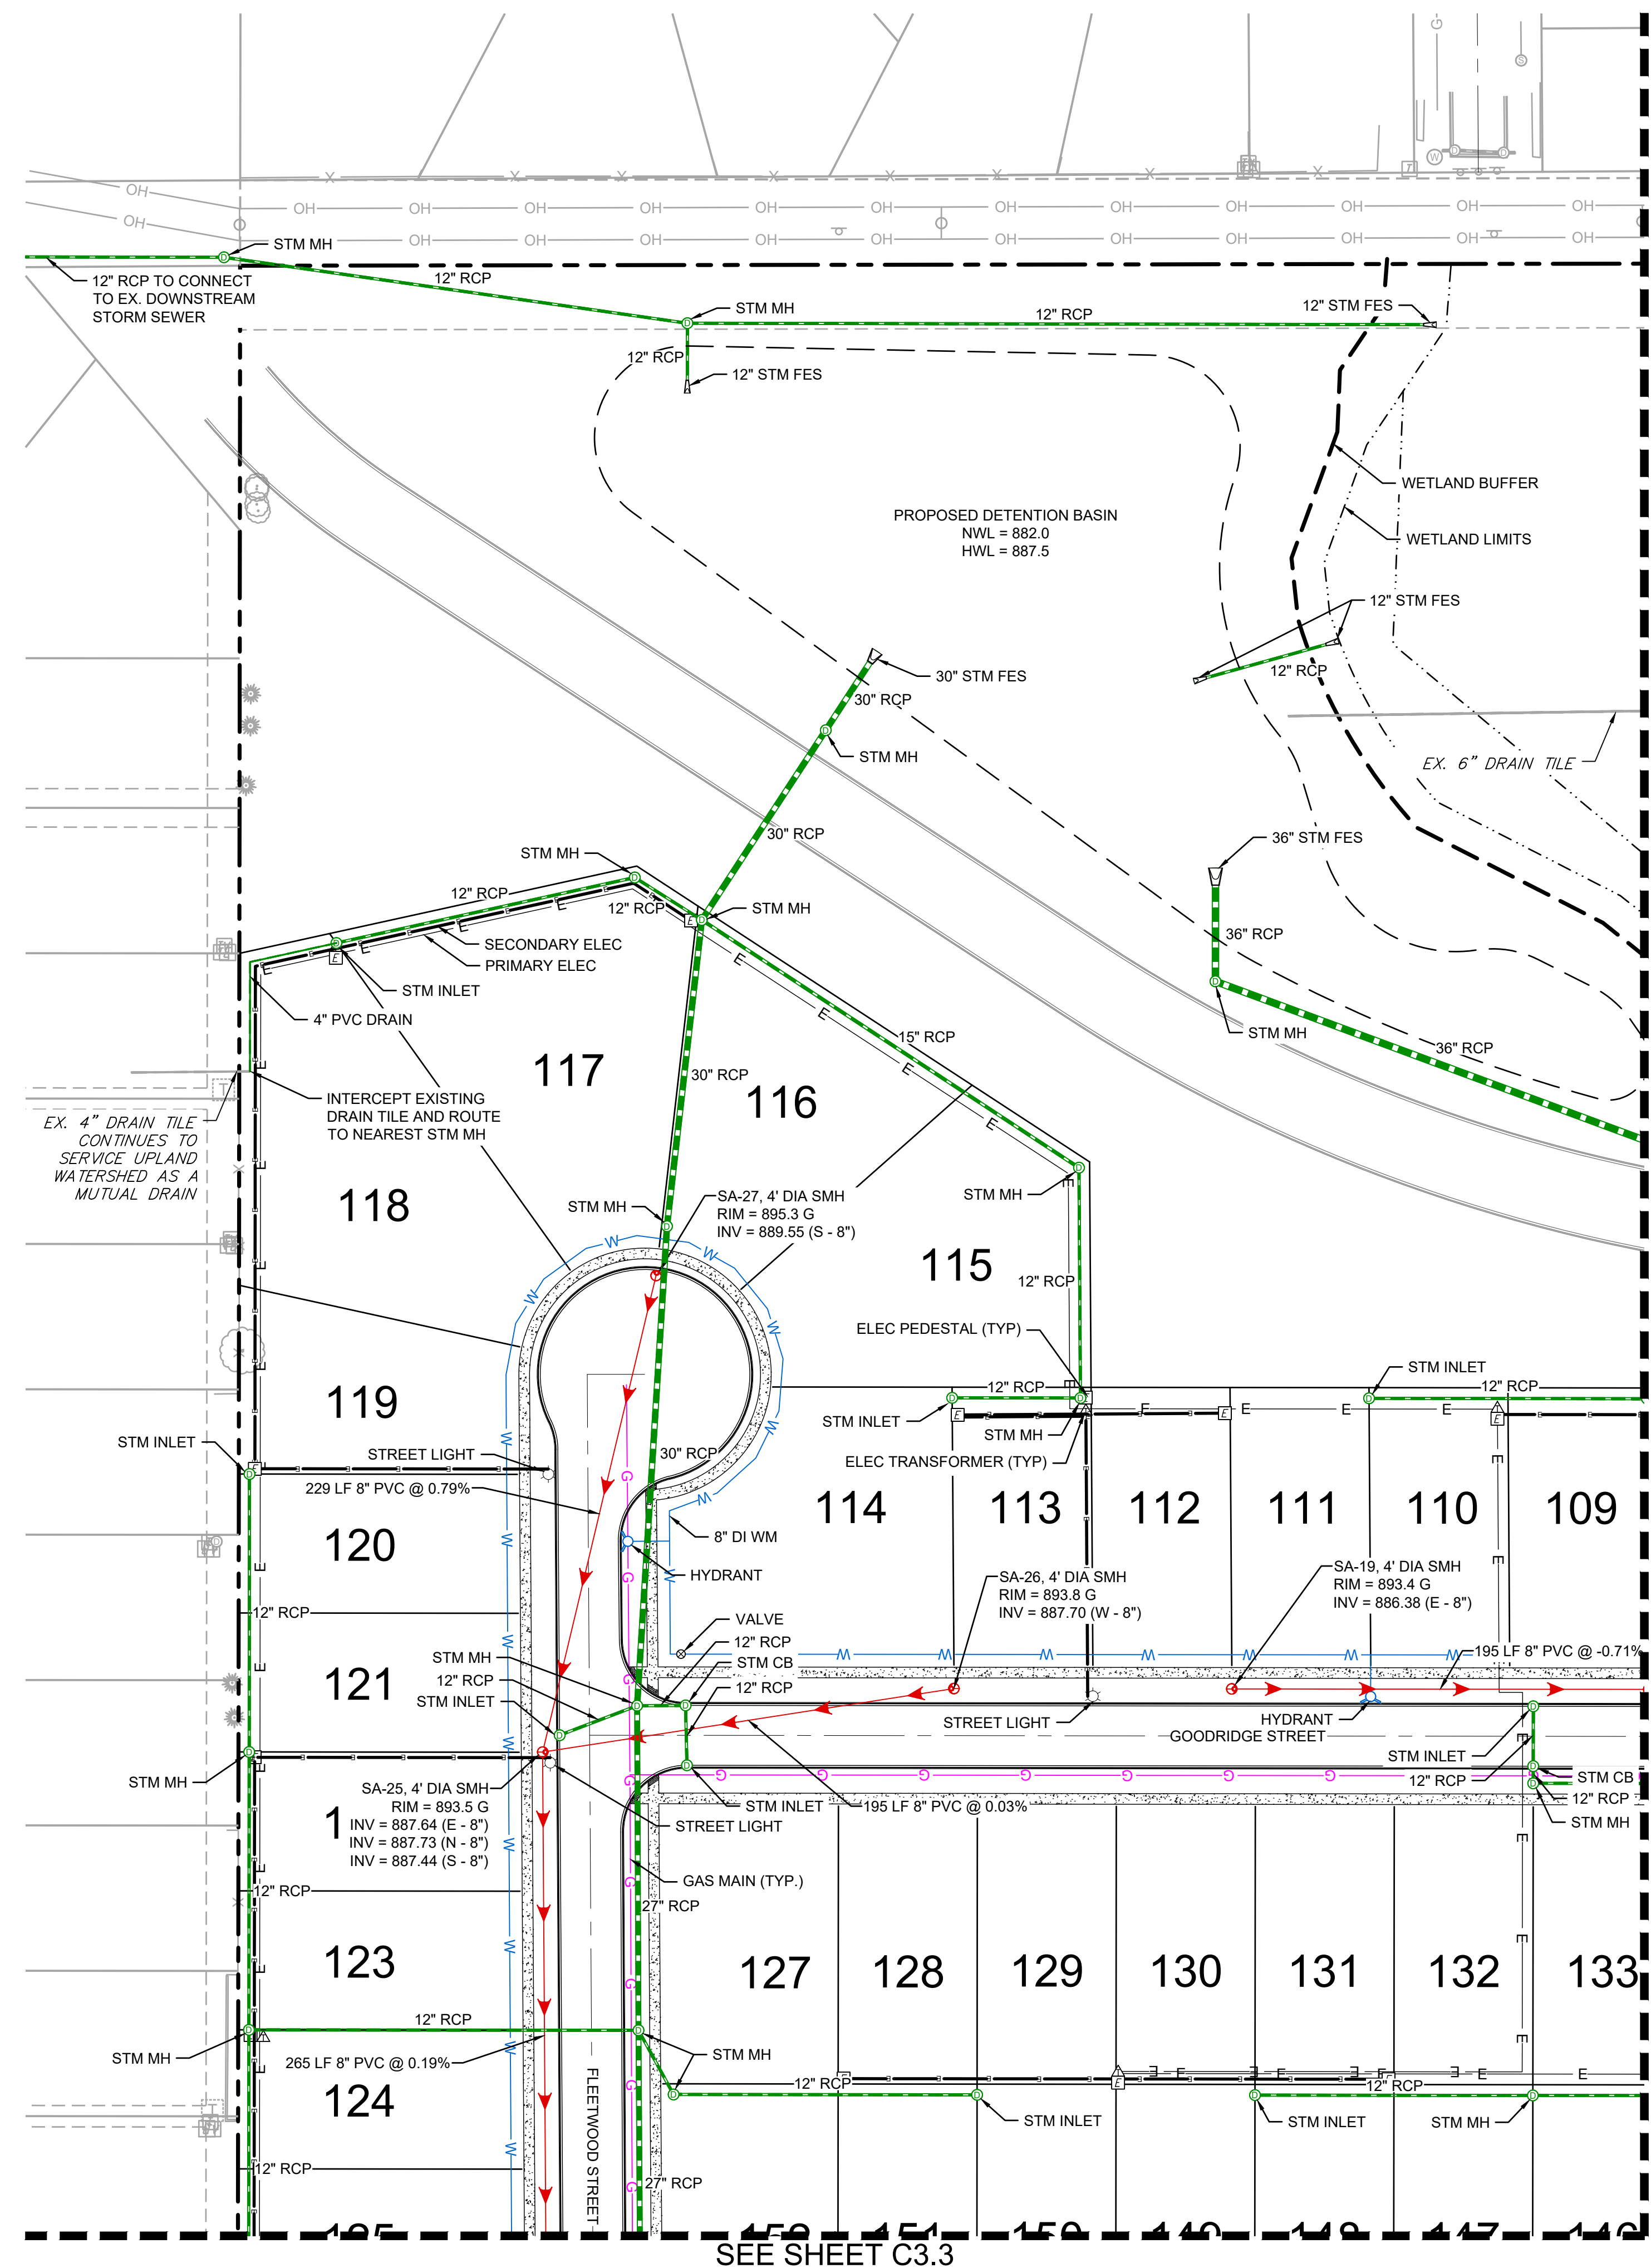 OH
OH
OH OH OH OH OH OH OH OH OH OH OH OH
OH OH OH OH OH OH OH OH OH OH OH OH
STM MH
12" RCP TO CONNECT
TO EX. DOWNSTREAM
STORM SEWER
12" RCP
STM MH
12" RCP
12" STM FES
12" RCP
12" STM FES
WETLAND BUFFER
PROPOSED DETENTION BASIN
NWL = 882.0
HWL = 887.5
WETLAND LIMITS
12" STM FES
12" RCP
30" STM FES
30" RCP
STM MH
EX. 6” DRAIN TILE
30" RCP
36" STM FES
STM MH
12" RCP
12" RCP
STM MH
36" RCP
SECONDARY ELEC
PRIMARY ELEC
STM INLET
4" PVC DRAIN
STM MH
36" RCP
15" RCP
117
30" RCP
116
INTERCEPT EXISTING
DRAIN TILE AND ROUTE
TO NEAREST STM MH
EX. 4” DRAIN TILE
CONTINUES TO
SERVICE UPLAND
WATERSHED AS A
MUTUAL DRAIN
118
STM MH
SA-27, 4' DIA SMH
RIM = 895.3 G
INV = 889.55 (S - 8")
STM MH
115
12" RCP
ELEC PEDESTAL (TYP)
119
12" RCP
STM INLET
12" RCP
STM INLET
STM MH
STM INLET
STREET LIGHT
30" RCP
ELEC TRANSFORMER (TYP)
229 LF 8" PVC @ 0.79%
114
113
112
111
110
109
120
8" DI WM
HYDRANT
SA-26, 4' DIA SMH
RIM = 893.8 G
INV = 887.70 (W - 8")
SA-19, 4' DIA SMH
RIM = 893.4 G
INV = 886.38 (E - 8")
12" RCP
VALVE
12" RCP
STM CB
12" RCP
195 LF 8" PVC @ -0.71%
121
STM MH
12" RCP
STM INLET
STREET LIGHT
HYDRANT
GOODRIDGE STREET
STM INLET
12" RCP
STM CB
12" RCP
STM MH
STM MH
SA-25, 4' DIA SMH
RIM = 893.5 G
INV = 887.64 (E - 8")
INV = 887.73 (N - 8")
INV = 887.44 (S - 8")
1
STM INLET
195 LF 8" PVC @ 0.03%
STREET LIGHT
GAS MAIN (TYP.)
12" RCP
27" RCP
123
127
128
129
130
131
132
133
12" RCP
STM MH
265 LF 8" PVC @ 0.19%
STM MH
12" RCP
12" RCP
124
STM INLET
STM INLET
STM MH
FLEETWOOD STREET
12" RCP
27" RCP
125
152
151
150
149
148
147
146
SEE SHEET C3.3